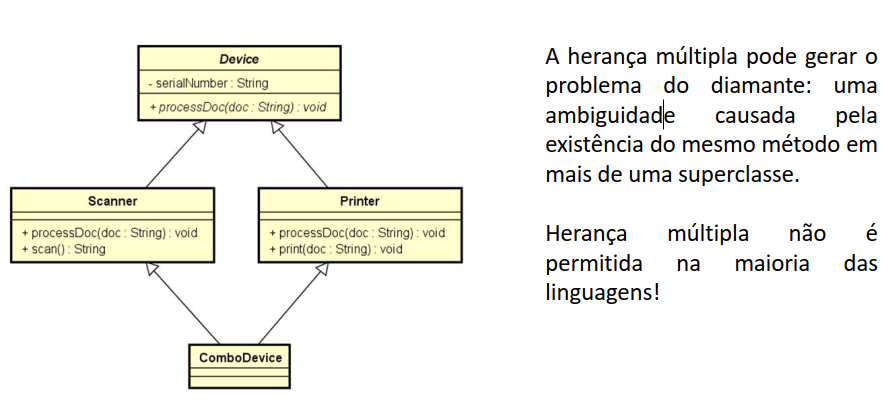 Device
- serialNumber : String
+ processDoc(doc : String) : void
Scanner
+ processDoc(doc : String) : void
+ scan() : String
Printer
+ processDoc(doc : String) : void
+ print(doc : String) : void
ComboDevice
A herança múltipla pode gerar o
problema do diamante: uma
ambiguidade causada pela
existência do mesmo método em
mais de uma superclasse.
Herança múltipla não é
permitida na maioria das
linguagens!